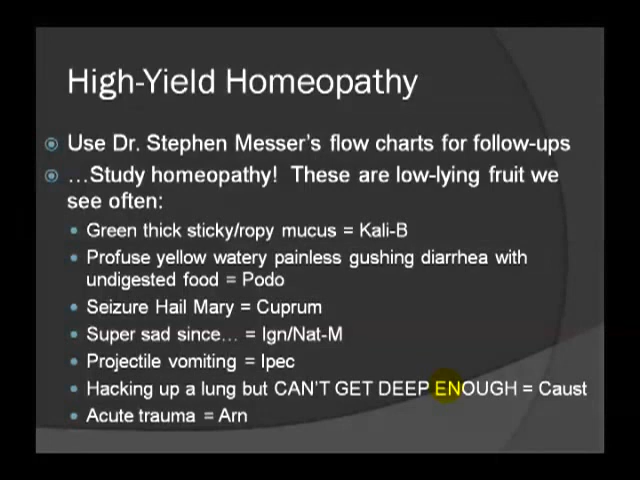 High-Yield Homeopathy
Use Dr. Stephen Messer's flow charts for follow-ups
…Study homeopathy! These are low-lying fruit we
see often:
Green thick sticky/ropy mucus = Kali-B
Profuse yellow watery painless gushing diarrhea with
undigested food = Podo
Seizure Hail Mary = Cuprum
Super sad since… = Ign/Nat-M
Projectile vomiting = Ipec
Hacking up a lung but CAN'T GET DEEP ENOUGH = Caust
Acute trauma = Arn